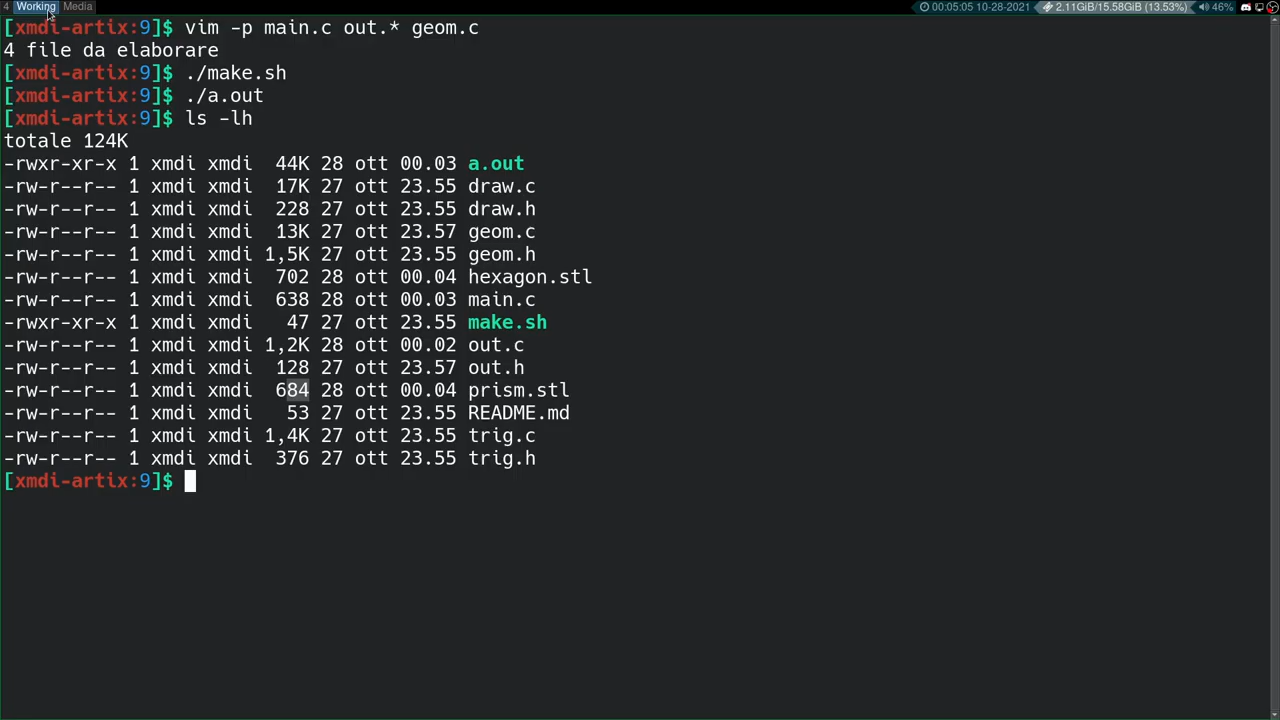 4 Working Media 00:05:05 10-28-2021 2.11GiB/15.58GiB (13.53%) 46%
[xmdi-artix:9]$ vim -p main.c out.* geom.c
4 file da elaborare
[xmdi-artix:9]$ ./make.sh
[xmdi-artix:9]$ ./a.out
[xmdi-artix:9]$ ls -lh
totale 124K
-rwxr-xr-x 1 xmdi xmdi  44K 28 ott 00.03 a.out
-rw-r--r-- 1 xmdi xmdi  17K 27 ott 23.55 draw.c
-rw-r--r-- 1 xmdi xmdi  228 27 ott 23.55 draw.h
-rw-r--r-- 1 xmdi xmdi  13K 27 ott 23.57 geom.c
-rw-r--r-- 1 xmdi xmdi 1,5K 27 ott 23.55 geom.h
-rw-r--r-- 1 xmdi xmdi  702 28 ott 00.04 hexagon.stl
-rw-r--r-- 1 xmdi xmdi  638 28 ott 00.03 main.c
-rwxr-xr-x 1 xmdi xmdi   47 27 ott 23.55 make.sh
-rw-r--r-- 1 xmdi xmdi 1,2K 28 ott 00.02 out.c
-rw-r--r-- 1 xmdi xmdi  128 27 ott 23.57 out.h
-rw-r--r-- 1 xmdi xmdi  684 28 ott 00.04 prism.stl
-rw-r--r-- 1 xmdi xmdi   53 27 ott 23.55 README.md
-rw-r--r-- 1 xmdi xmdi 1,4K 27 ott 23.55 trig.c
-rw-r--r-- 1 xmdi xmdi  376 27 ott 23.55 trig.h
[xmdi-artix:9]$